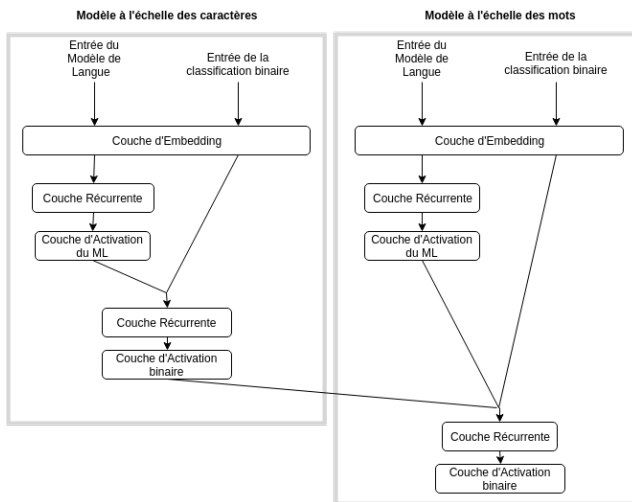 Modèle à l'échelle des caractères
Entrée du
Modèle de
Langue
Entrée de la
classification binaire
Couche d'Embedding
Couche Récurrente
Couche d'Activation
du ML
Couche Récurrente
Couche d'Activation
binaire
Modèle à l'échelle des mots
Entrée du
Modèle de
Langue
Entrée de la
classification binaire
Couche d'Embedding
Couche Récurrente
Couche d'Activation
du ML
Couche Récurrente
Couche d'Activation
binaire